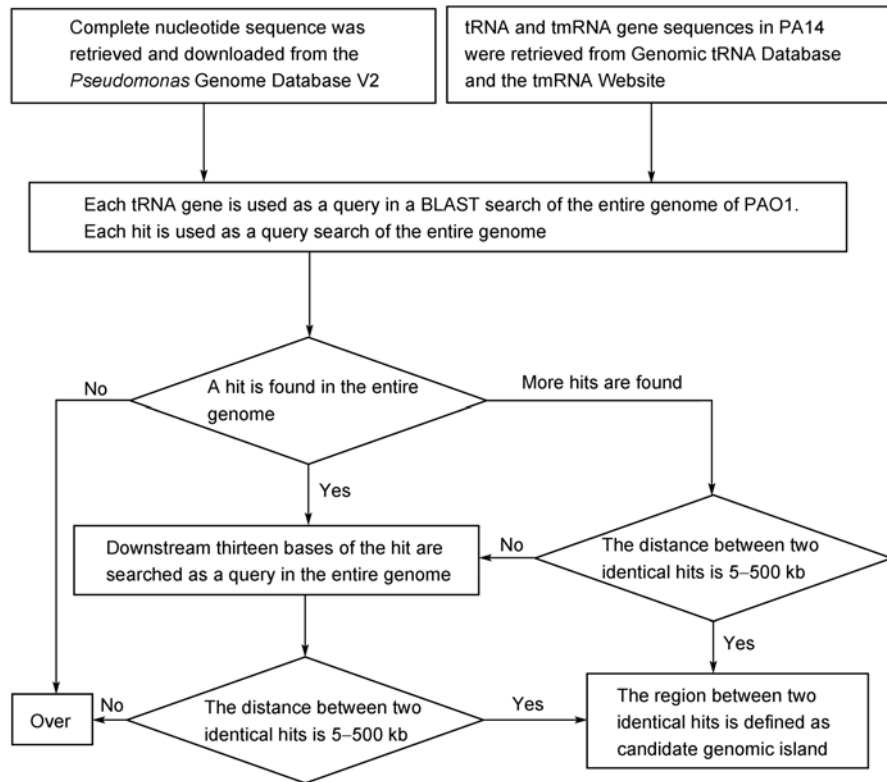 Complete nucleotide sequence was
retrieved and downloaded from the
Pseudomonas Genome Database V2
tRNA and tmRNA gene sequences in PA14
were retrieved from Genomic tRNA Database
and the tmRNA Website
Each tRNA gene is used as a query in a BLAST search of the entire genome of PAO1.
Each hit is used as a query search of the entire genome
No
A hit is found in the entire
genome
More hits are found
Yes
Downstream thirteen bases of the hit are
searched as a query in the entire genome
No
The distance between two
identical hits is 5–500 kb
Yes
Over
No
The distance between two
identical hits is 5–500 kb
Yes
The region between two
identical hits is defined as
candidate genomic island